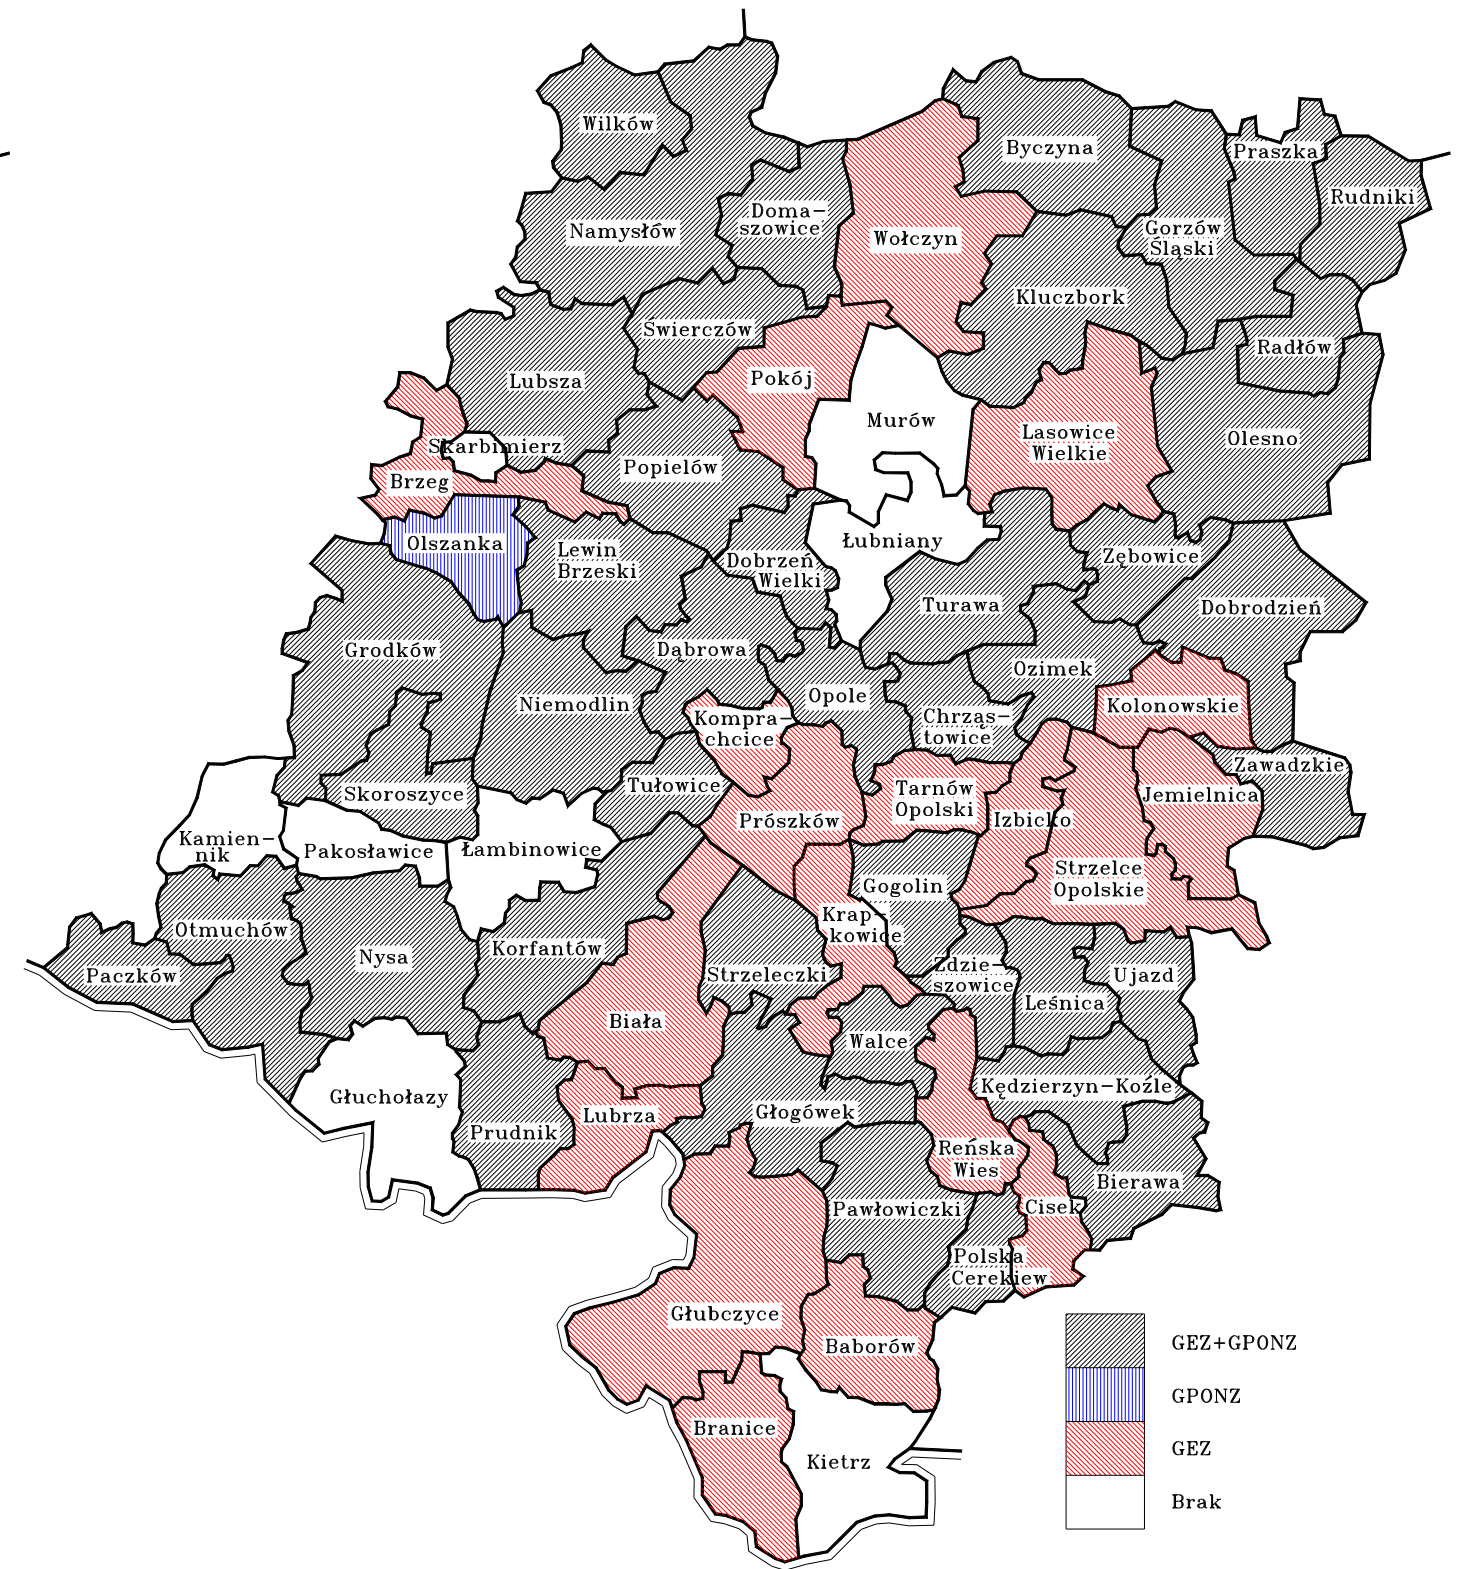 Wilków
Byczyna
Praszka
Rudniki
Doma-
szowice
Namysłów
Wołczyn
Gorzów
Śląski
Kluczbork
Świerczów
Radłów
Lubsza
Pokój
Murów
Lasowice
Wielkie
Olesno
Skarbimierz
Popielów
Brzeg
Olszanka
Lewin
Brzeski
Dobrzeń
Wielki
Łubniany
Zębowice
Turawa
Dobrodzień
Grodków
Dąbrowa
Ozimek
Niemodlin
Opole
Kolonowskie
Kompra-
chcice
Chrząs-
towice
Zawadzkie
Skoroszyce
Tułowice
Tarnów
Opolski
Jemielnica
Prószków
Izbicko
Kamien-
nik
Pakosławice
Łambinowice
Strzelce
Opolskie
Gogolin
Otmuchów
Krap-
kowice
Nysa
Korfantów
Paczków
Strzeleczki
Zdzie-
szowice
Leśnica
Ujazd
Biała
Walce
Głuchołazy
Kędzierzyn-Koźle
Lubrza
Głogówek
Prudnik
Reńska
Wies
Bierawa
Pawłowiczki
Cisek
Polska
Cerekiew
Głubczyce
Baborów
Branice
Kietrz
GEZ+GPONZ
GPONZ
GEZ
Brak